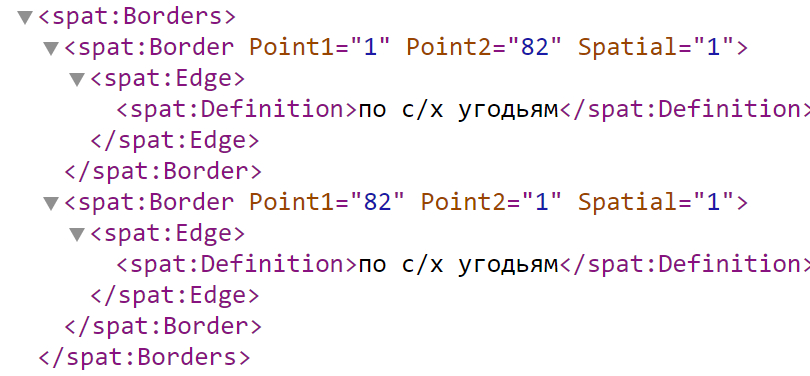 ▼<spat:Borders>
▼<spat:Border Point1="1" Point2="82" Spatial="1">
▼<spat:Edge>
<spat:Definition>по с/х угодьям</spat:Definition>
</spat:Edge>
</spat:Border>
▼<spat:Border Point1="82" Point2="1" Spatial="1">
▼<spat:Edge>
<spat:Definition>по с/х угодьям</spat:Definition>
</spat:Edge>
</spat:Border>
</spat:Borders>